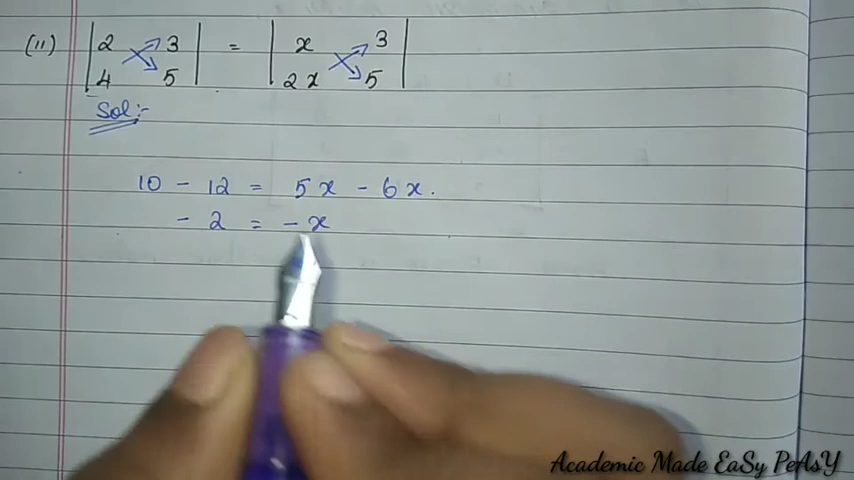 (ii) | 2 3 | = | x 3 |
| 4 5 | | 2x 5 |
Sol:-
10 - 12 = 5x - 6x.
- 2 = - x
Academic Made EaSy PeAsY